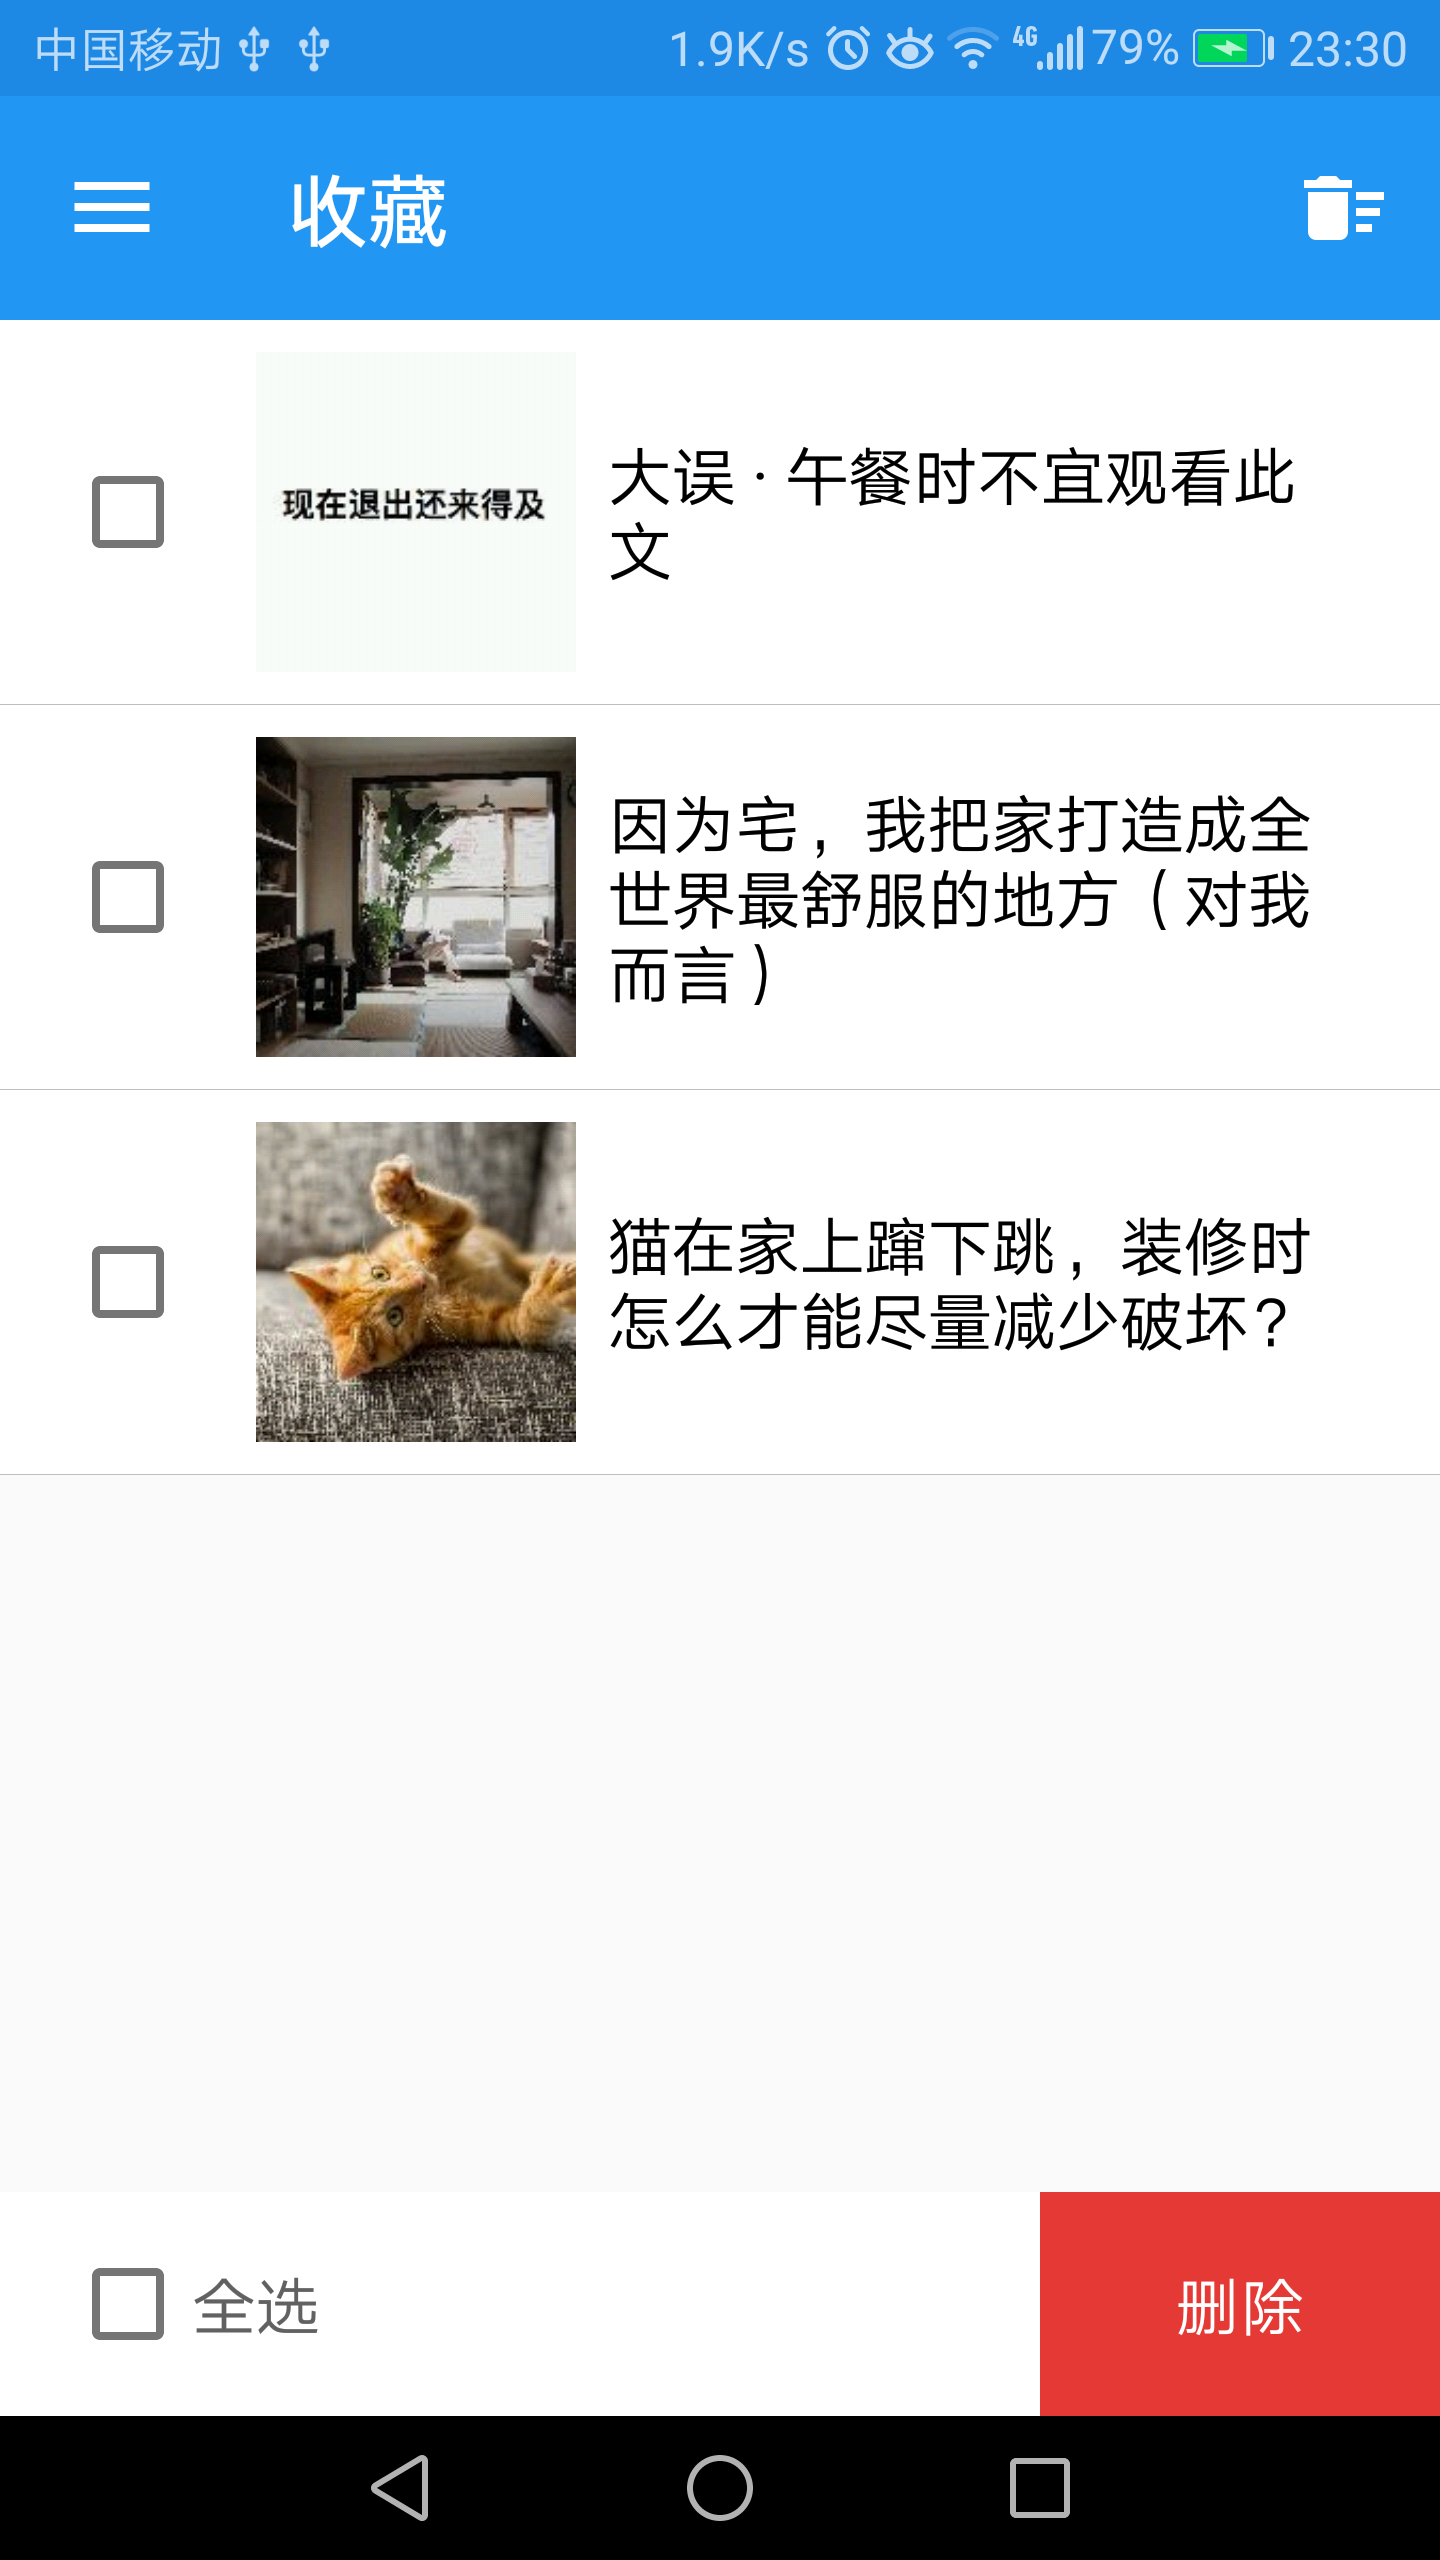 中国移动 1.9K/s 4G 79% 23:30
收藏
现在退出还来得及
大误 · 午餐时不宜观看此
文
因为宅，我把家打造成全
世界最舒服的地方（对我
而言）
猫在家上蹿下跳，装修时
怎么才能尽量减少破坏？
全选
删除